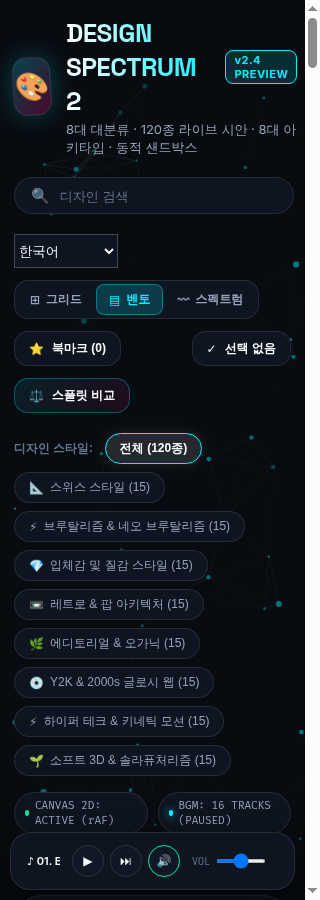 DESIGN
SPECTRUM
2
v2.4
PREVIEW
8대 대분류 · 120종 라이브 시안 · 8대 아
키타입 · 동적 샌드박스
디자인 검색
한국어
그리드
벤토
스펙트럼
북마크 (0)
✓ 선택 없음
스플릿 비교
디자인 스타일:
전체 (120종)
스위스 스타일 (15)
브루탈리즘 & 네오 브루탈리즘 (15)
입체감 및 질감 스타일 (15)
레트로 & 팝 아키텍처 (15)
에디토리얼 & 오가닉 (15)
Y2K & 2000s 글로시 웹 (15)
하이퍼 테크 & 키네틱 모션 (15)
소프트 3D & 솔라퓨처리즘 (15)
CANVAS 2D:
ACTIVE (rAF)
BGM: 16 TRACKS
(PAUSED)
♪ 01. E
VOL